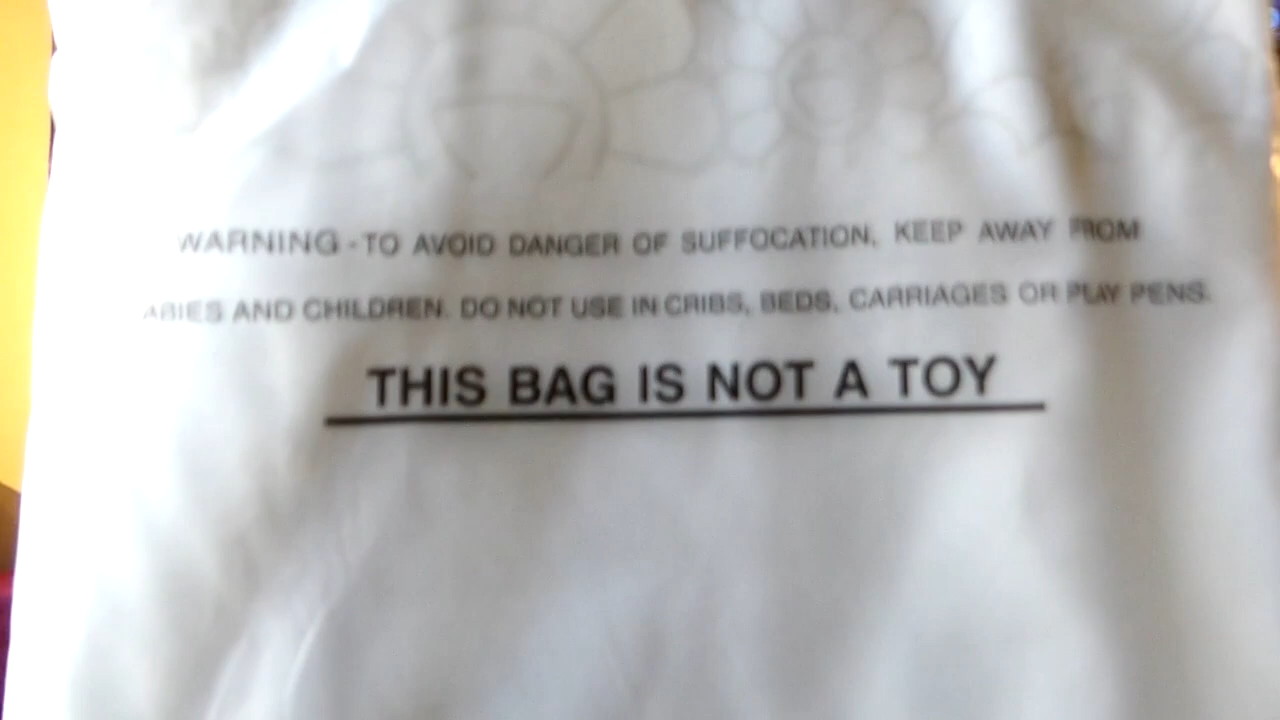 WARNING - TO AVOID DANGER OF SUFFOCATION, KEEP AWAY FROM
ABIES AND CHILDREN. DO NOT USE IN CRIBS, BEDS, CARRIAGES OR PLAY PENS.
THIS BAG IS NOT A TOY